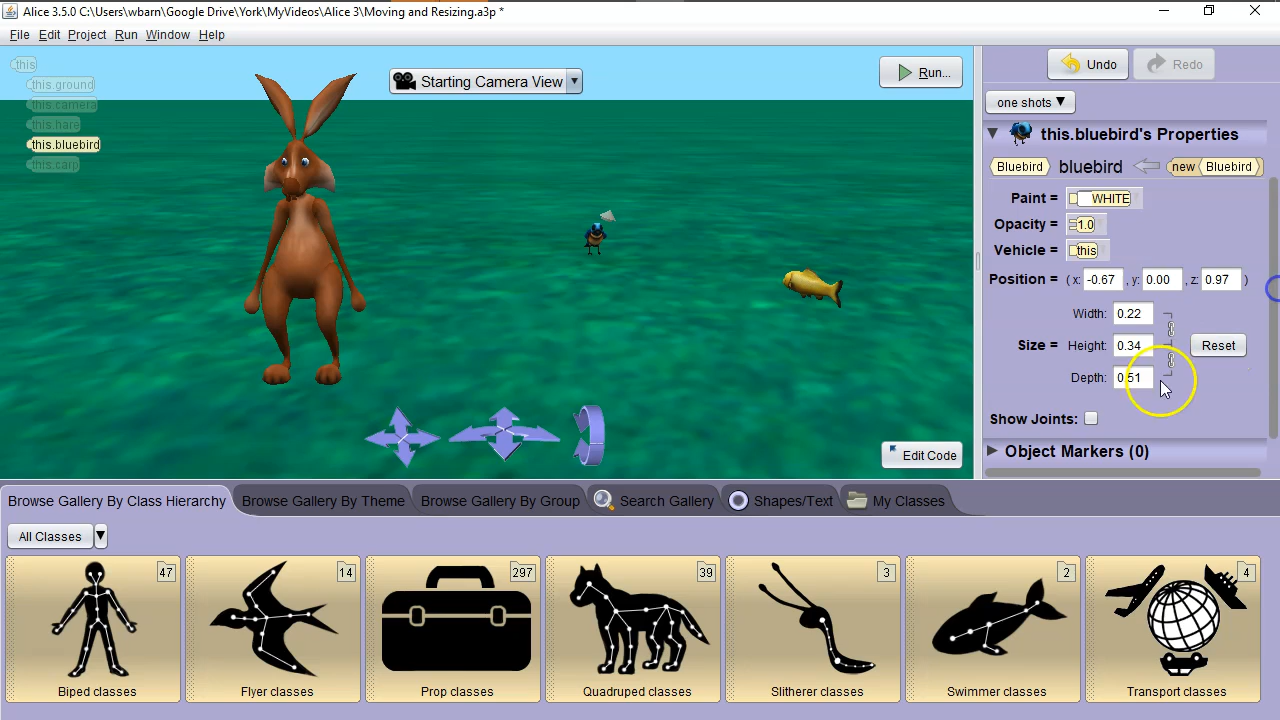 Alice 3.5.0 C:\Users\wbarn\Google Drive\York\MyVideos\Alice 3\Moving and Resizing.a3p *
File Edit Project Run Window Help
this
this.ground
this.camera
this.hare
this.bluebird
this.carp
Starting Camera View
Run...
Undo
Redo
one shots
this.bluebird's Properties
Bluebird bluebird new Bluebird
Paint = WHITE
Opacity = 1.0
Vehicle = this
Position = ( x: -0.67 , y: 0.00 , z: 0.97 )
Width: 0.22
Size = Height: 0.34 Reset
Depth: 0.51
Show Joints:
Object Markers (0)
Edit Code
Browse Gallery By Class Hierarchy Browse Gallery By Theme Browse Gallery By Group Search Gallery Shapes/Text My Classes
All Classes
47 14 297 39 3 2 4
Biped classes Flyer classes Prop classes Quadruped classes Slitherer classes Swimmer classes Transport classes